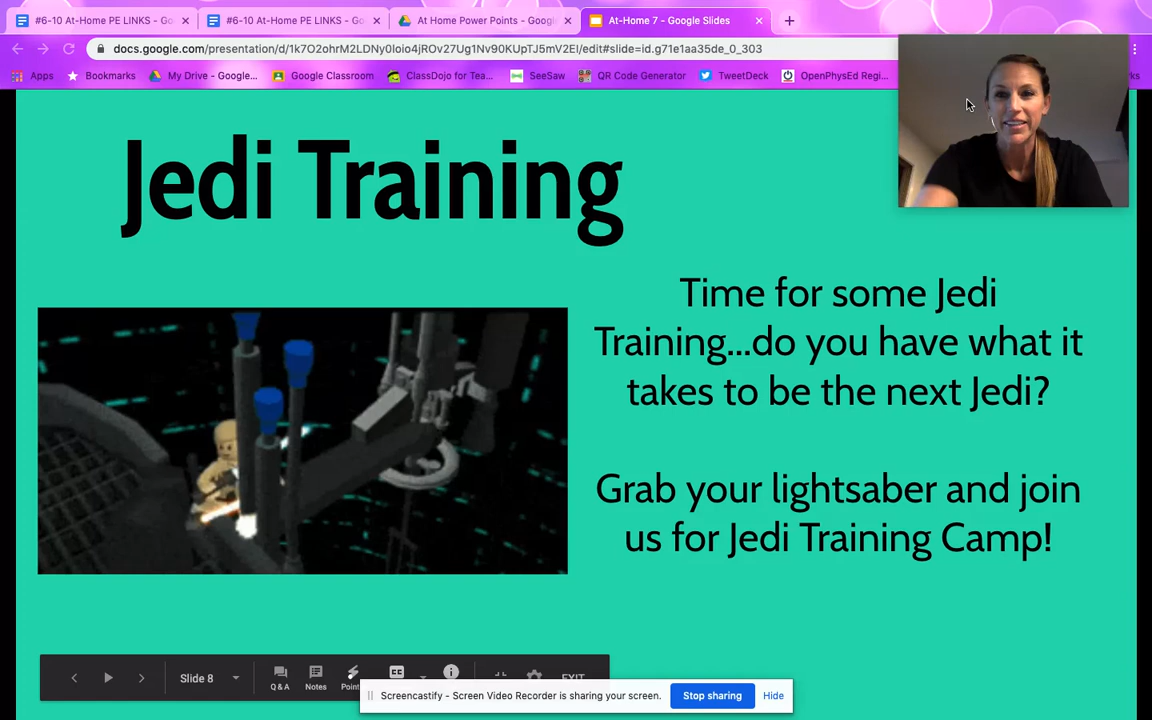 #6-10 At-Home PE LINKS - Go
#6-10 At-Home PE LINKS - Go
At Home Power Points - Googl
At-Home 7 - Google Slides
docs.google.com/presentation/d/1k7O2ohrM2LDNy0Ioio4jROv27Ug1Nv90KUpTJ5mV2EI/edit#slide=id.g71e1aa35de_0_303
Apps Bookmarks My Drive - Google... Google Classroom ClassDojo for Tea... SeeSaw QR Code Generator TweetDeck OpenPhysEd Regi...
Jedi Training
Time for some Jedi
Training...do you have what it
takes to be the next Jedi?
Grab your lightsaber and join
us for Jedi Training Camp!
Slide 8
Q & A Notes Point
EXIT
Screencastify - Screen Video Recorder is sharing your screen. Stop sharing Hide